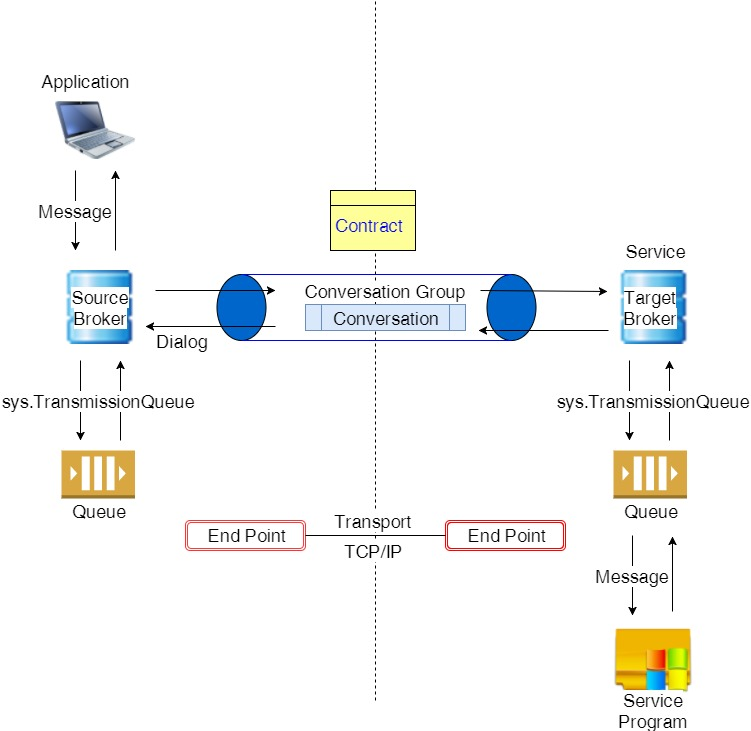 Application
Message
Contract
Service
Source
Broker
Conversation Group
Conversation
Target
Broker
Dialog
sys.TransmissionQueue
sys.TransmissionQueue
Queue
Queue
End Point
Transport
TCP/IP
End Point
Message
Service
Program